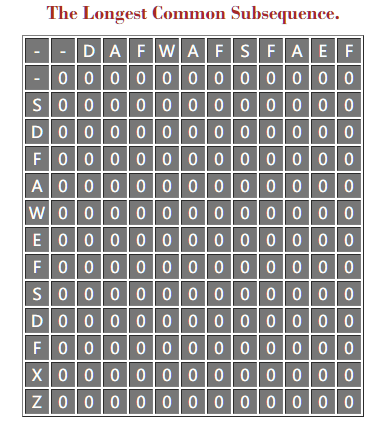 The Longest Common Subsequence.
- - D A F W A F S F A E F
- 0 0 0 0 0 0 0 0 0 0 0 0
S 0 0 0 0 0 0 0 0 0 0 0 0
D 0 0 0 0 0 0 0 0 0 0 0 0
F 0 0 0 0 0 0 0 0 0 0 0 0
A 0 0 0 0 0 0 0 0 0 0 0 0
W 0 0 0 0 0 0 0 0 0 0 0 0
E 0 0 0 0 0 0 0 0 0 0 0 0
F 0 0 0 0 0 0 0 0 0 0 0 0
S 0 0 0 0 0 0 0 0 0 0 0 0
D 0 0 0 0 0 0 0 0 0 0 0 0
F 0 0 0 0 0 0 0 0 0 0 0 0
X 0 0 0 0 0 0 0 0 0 0 0 0
Z 0 0 0 0 0 0 0 0 0 0 0 0